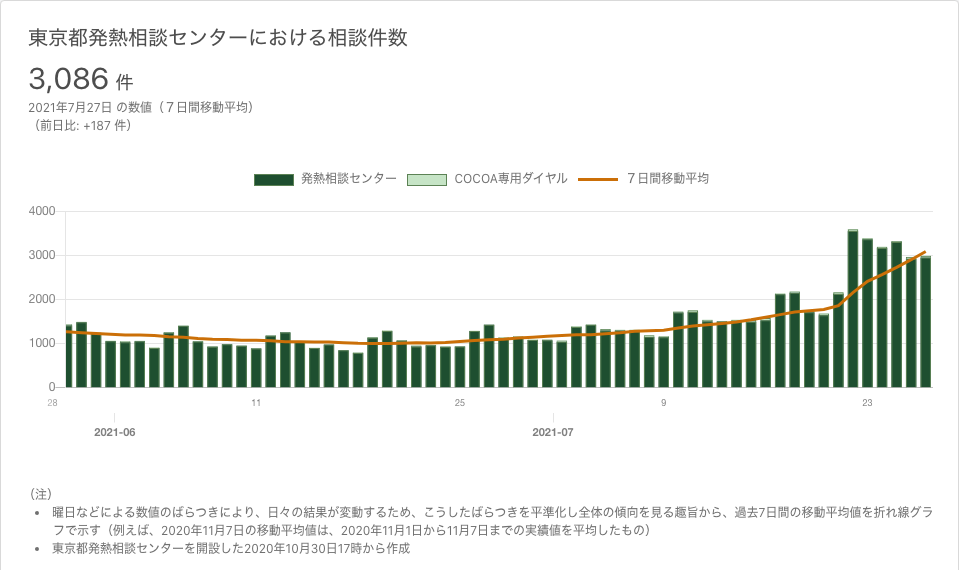 東京都発熱相談センターにおける相談件数
3,086 件
2021年7月27日 の数値（７日間移動平均）
（前日比: +187 件）
発熱相談センター COCOA専用ダイヤル ７日間移動平均
4000
3000
2000
1000
0
28 11 25 9 23
2021-06 2021-07
（注）
• 曜日などによる数値のばらつきにより、日々の結果が変動するため、こうしたばらつきを平準化し全体の傾向を見る趣旨から、過去7日間の移動平均値を折れ線グラ
フで示す（例えば、2020年11月7日の移動平均値は、2020年11月1日から11月7日までの実績値を平均したもの）
• 東京都発熱相談センターを開設した2020年10月30日17時から作成